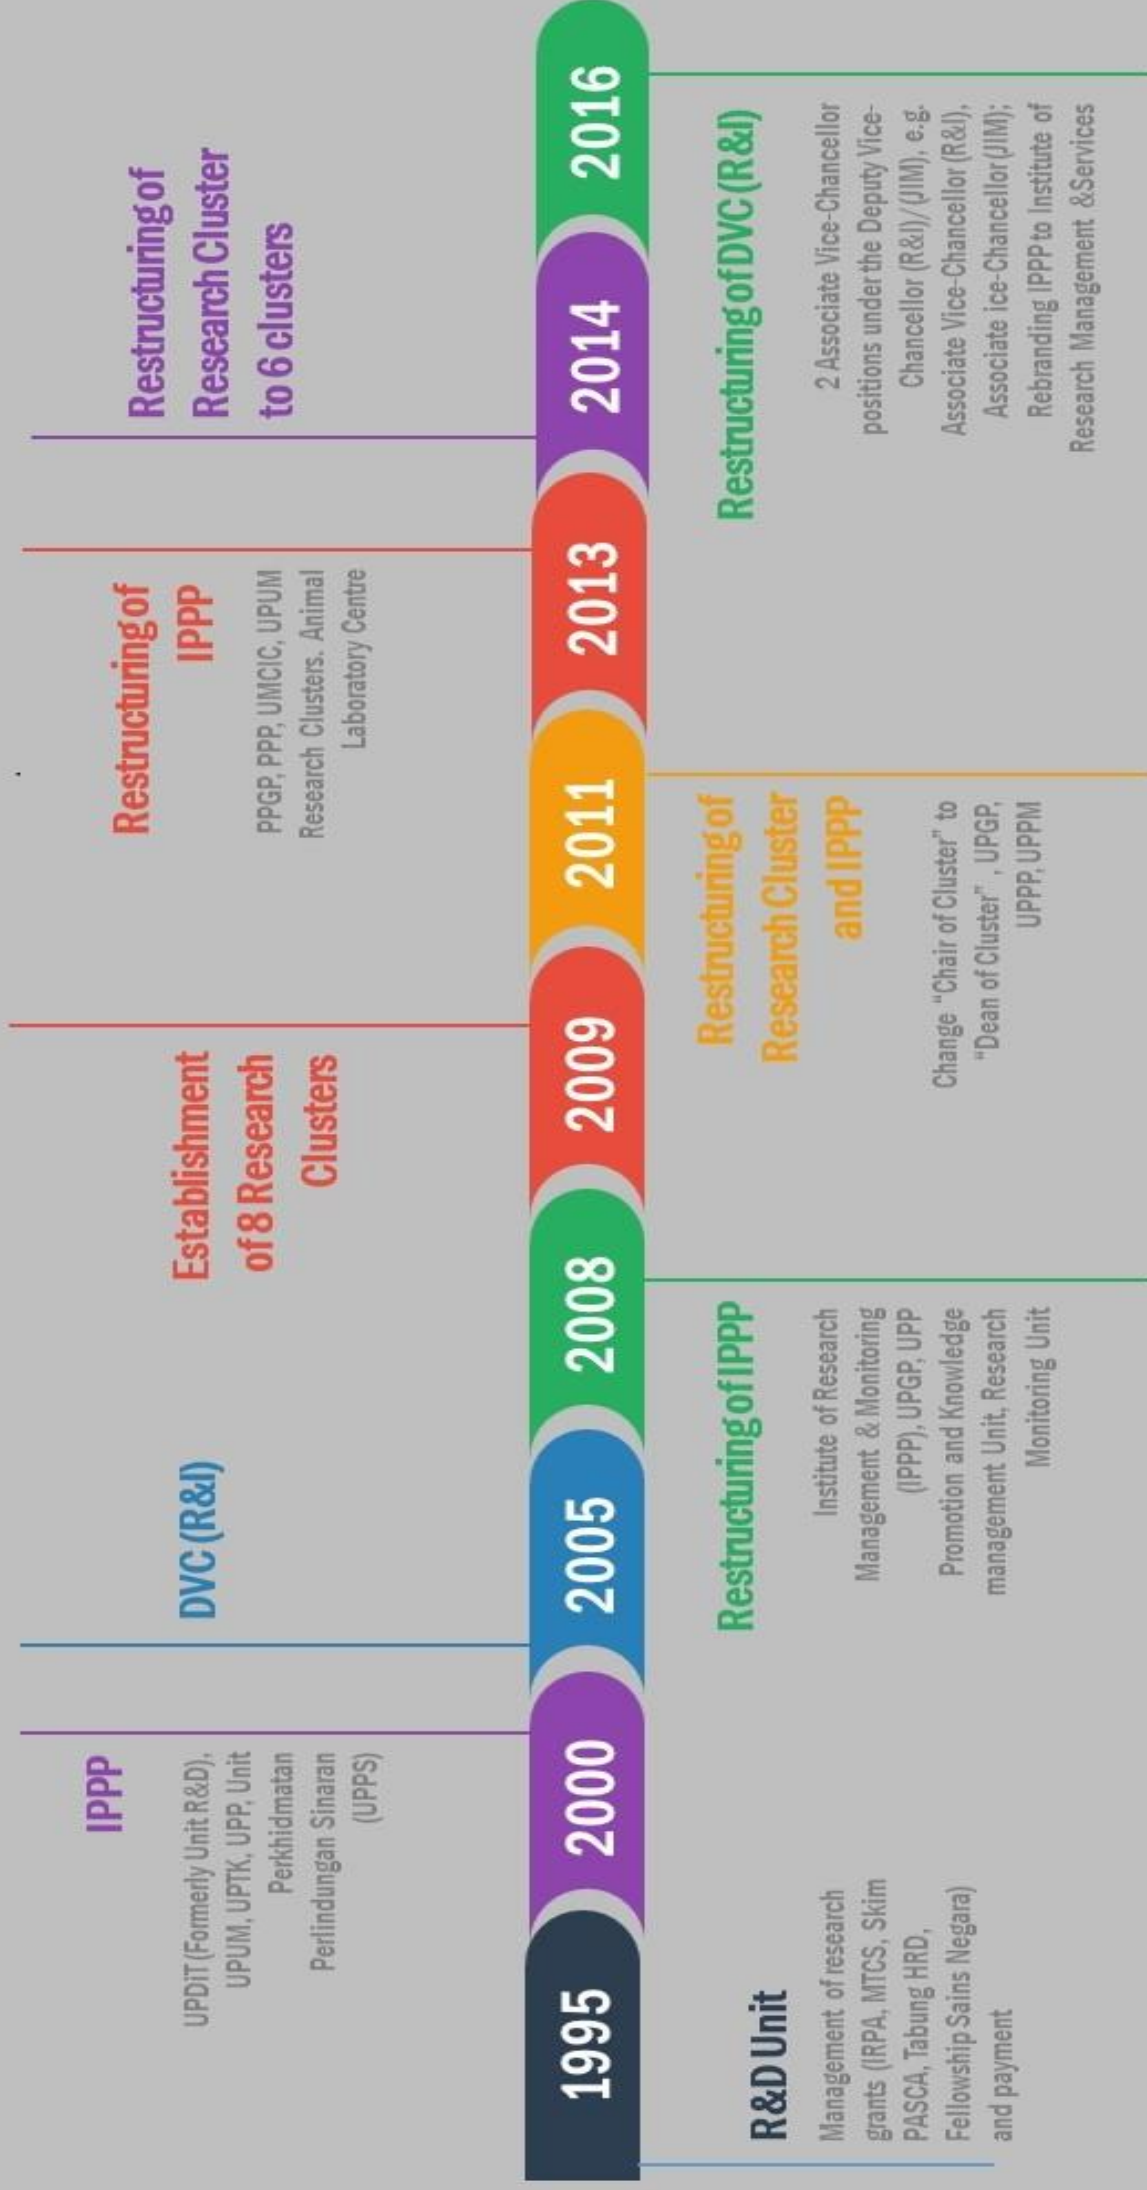 1995
R&D Unit
Management of research
grants (IRPA, MTCS, Skim
PASCA, Tabung HRD,
Fellowship Sains Negara)
and payment
2000
IPPP
UPDiT (Formerly Unit R&D),
UPUM, UPTK, UPP, Unit
Perkhidmatan
Perlindungan Sinaran
(UPPS)
2005
DVC (R&I)
2008
Restructuring of IPPP
Institute of Research
Management & Monitoring
(IPPP), UPGP, UPP
Promotion and Knowledge
management Unit, Research
Monitoring Unit
2009
Establishment
of 8 Research
Clusters
2011
Restructuring of
Research Cluster
and IPPP
Change "Chair of Cluster" to
"Dean of Cluster" , UPGP,
UPPP, UPPM
2013
Restructuring of
IPPP
PPGP, PPP, UMCIC, UPUM
Research Clusters. Animal
Laboratory Centre
2014
Restructuring of
Research Cluster
to 6 clusters
2016
Restructuring of DVC (R&I)
2 Associate Vice-Chancellor
positions under the Deputy Vice-
Chancellor (R&I)/ (JIM), e.g.
Associate Vice-Chancellor (R&I),
Associate ice-Chancellor (JIM);
Rebranding IPPP to Institute of
Research Management &Services